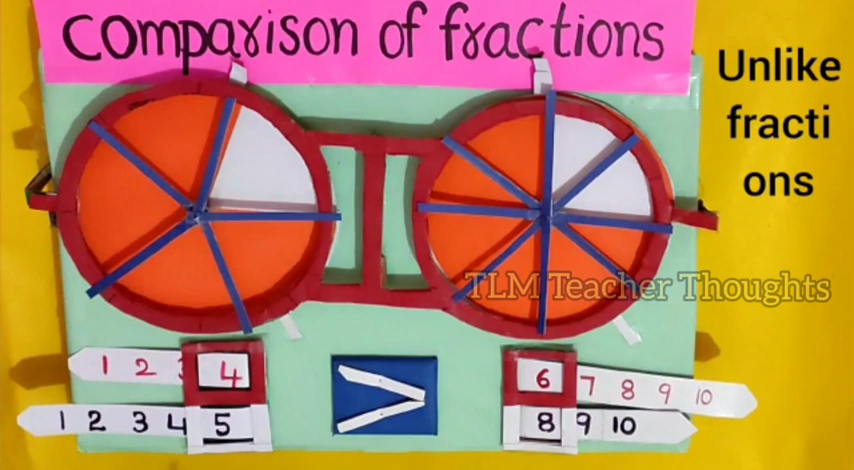 Comparison of fractions
Unlike
fracti
ons
TLM Teacher Thoughts
1 2 3 4
6 7 8 9 10
1 2 3 4 5
8 9 10
>